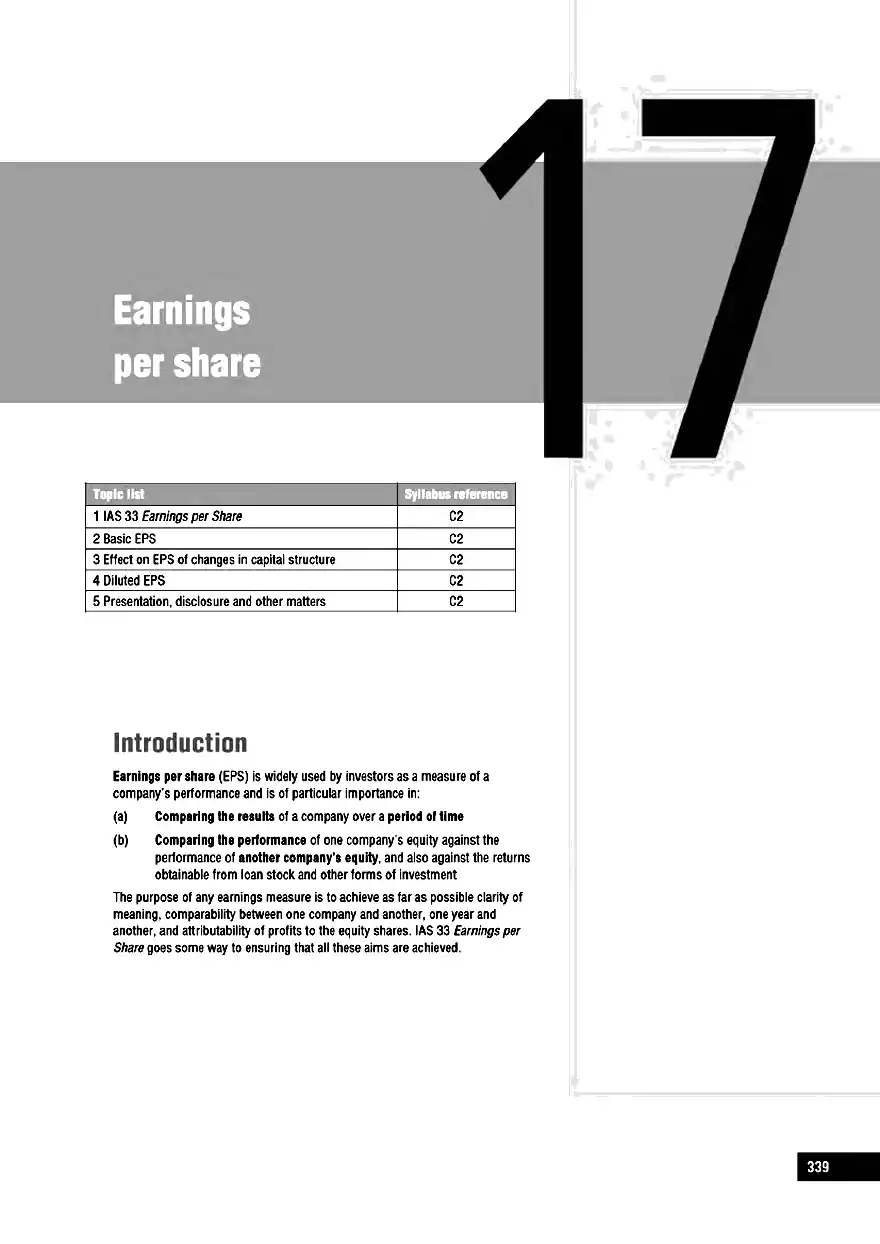 17
Earnings
per share
Topic list Syllabus reference
1 IAS 33 Earnings per Share C2
2 Basic EPS C2
3 Effect on EPS of changes in capital structure C2
4 Diluted EPS C2
5 Presentation, disclosure and other matters C2
Introduction
Earnings per share (EPS) is widely used by investors as a measure of a
company's performance and is of particular importance in:
(a) Comparing the results of a company over a period of time
(b) Comparing the performance of one company's equity against the
performance of another company's equity, and also against the returns
obtainable from loan stock and other forms of investment
The purpose of any earnings measure is to achieve as far as possible clarity of
meaning, comparability between one company and another, one year and
another, and attributability of profits to the equity shares. IAS 33 Earnings per
Share goes some way to ensuring that all these aims are achieved.
339